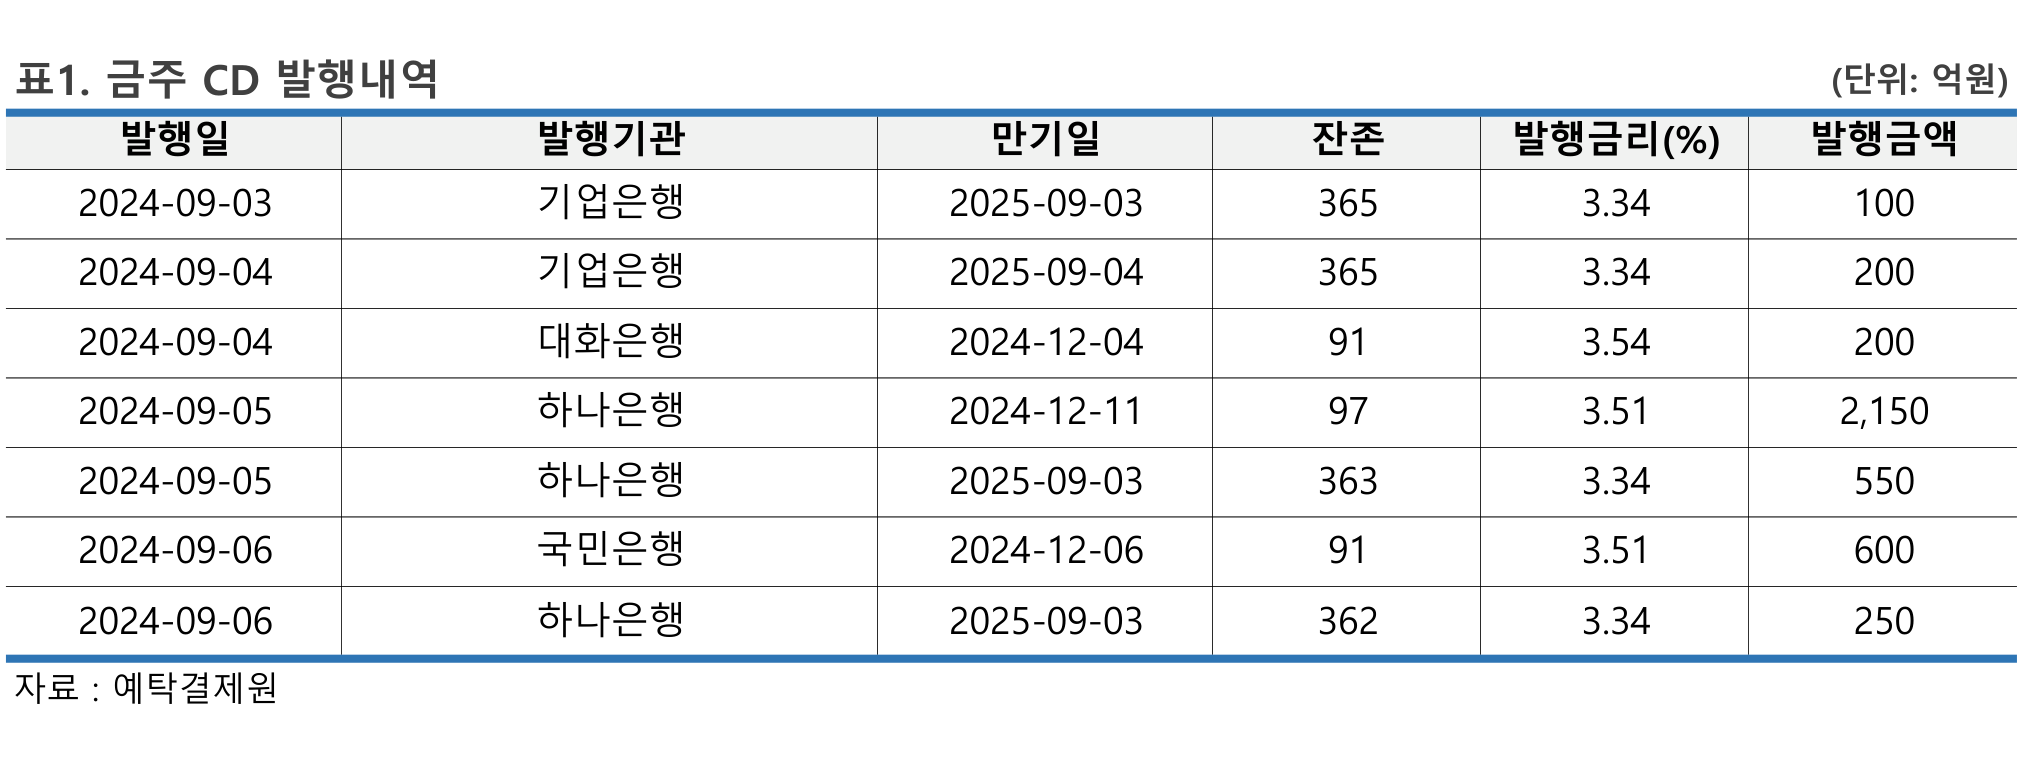 표1. 금주 CD 발행내역 (단위: 억원)
발행일 발행기관 만기일 잔존 발행금리(%) 발행금액
2024-09-03 기업은행 2025-09-03 365 3.34 100
2024-09-04 기업은행 2025-09-04 365 3.34 200
2024-09-04 대화은행 2024-12-04 91 3.54 200
2024-09-05 하나은행 2024-12-11 97 3.51 2,150
2024-09-05 하나은행 2025-09-03 363 3.34 550
2024-09-06 국민은행 2024-12-06 91 3.51 600
2024-09-06 하나은행 2025-09-03 362 3.34 250
자료 : 예탁결제원